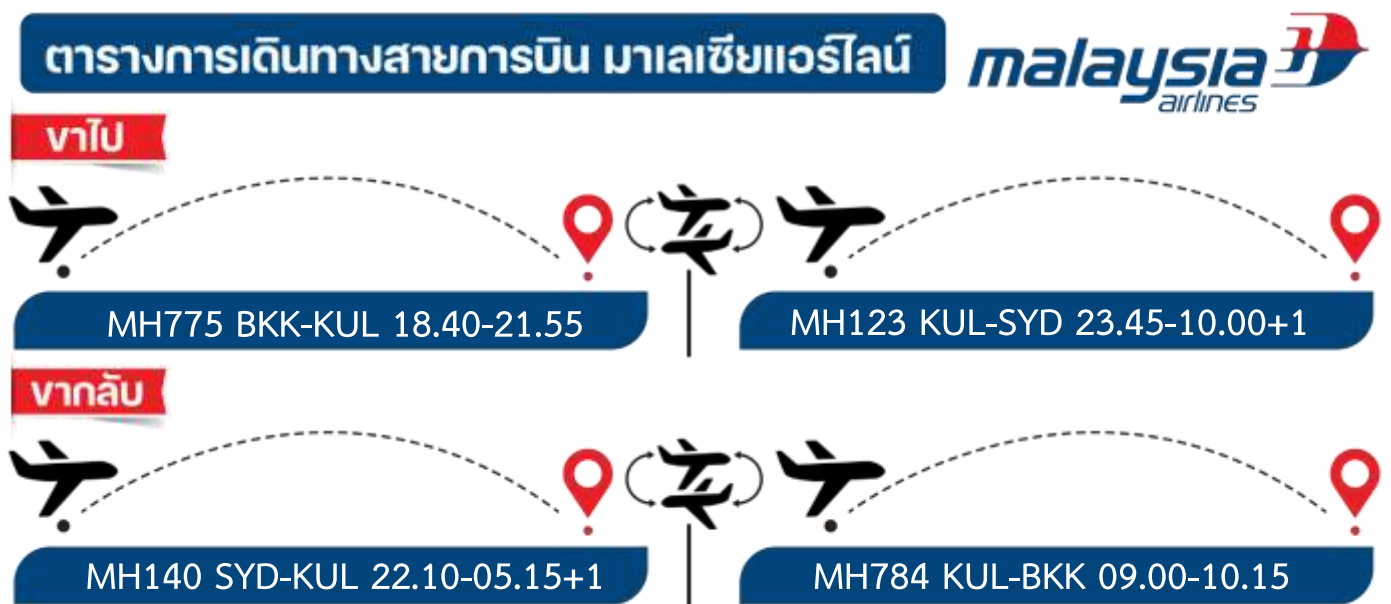 ตารางการเดินทางสายการบิน มาเลเซียแอร์ไลน์
malaysia
airlines
ขาไป
MH775 BKK-KUL 18.40-21.55
MH123 KUL-SYD 23.45-10.00+1
ขากลับ
MH140 SYD-KUL 22.10-05.15+1
MH784 KUL-BKK 09.00-10.15